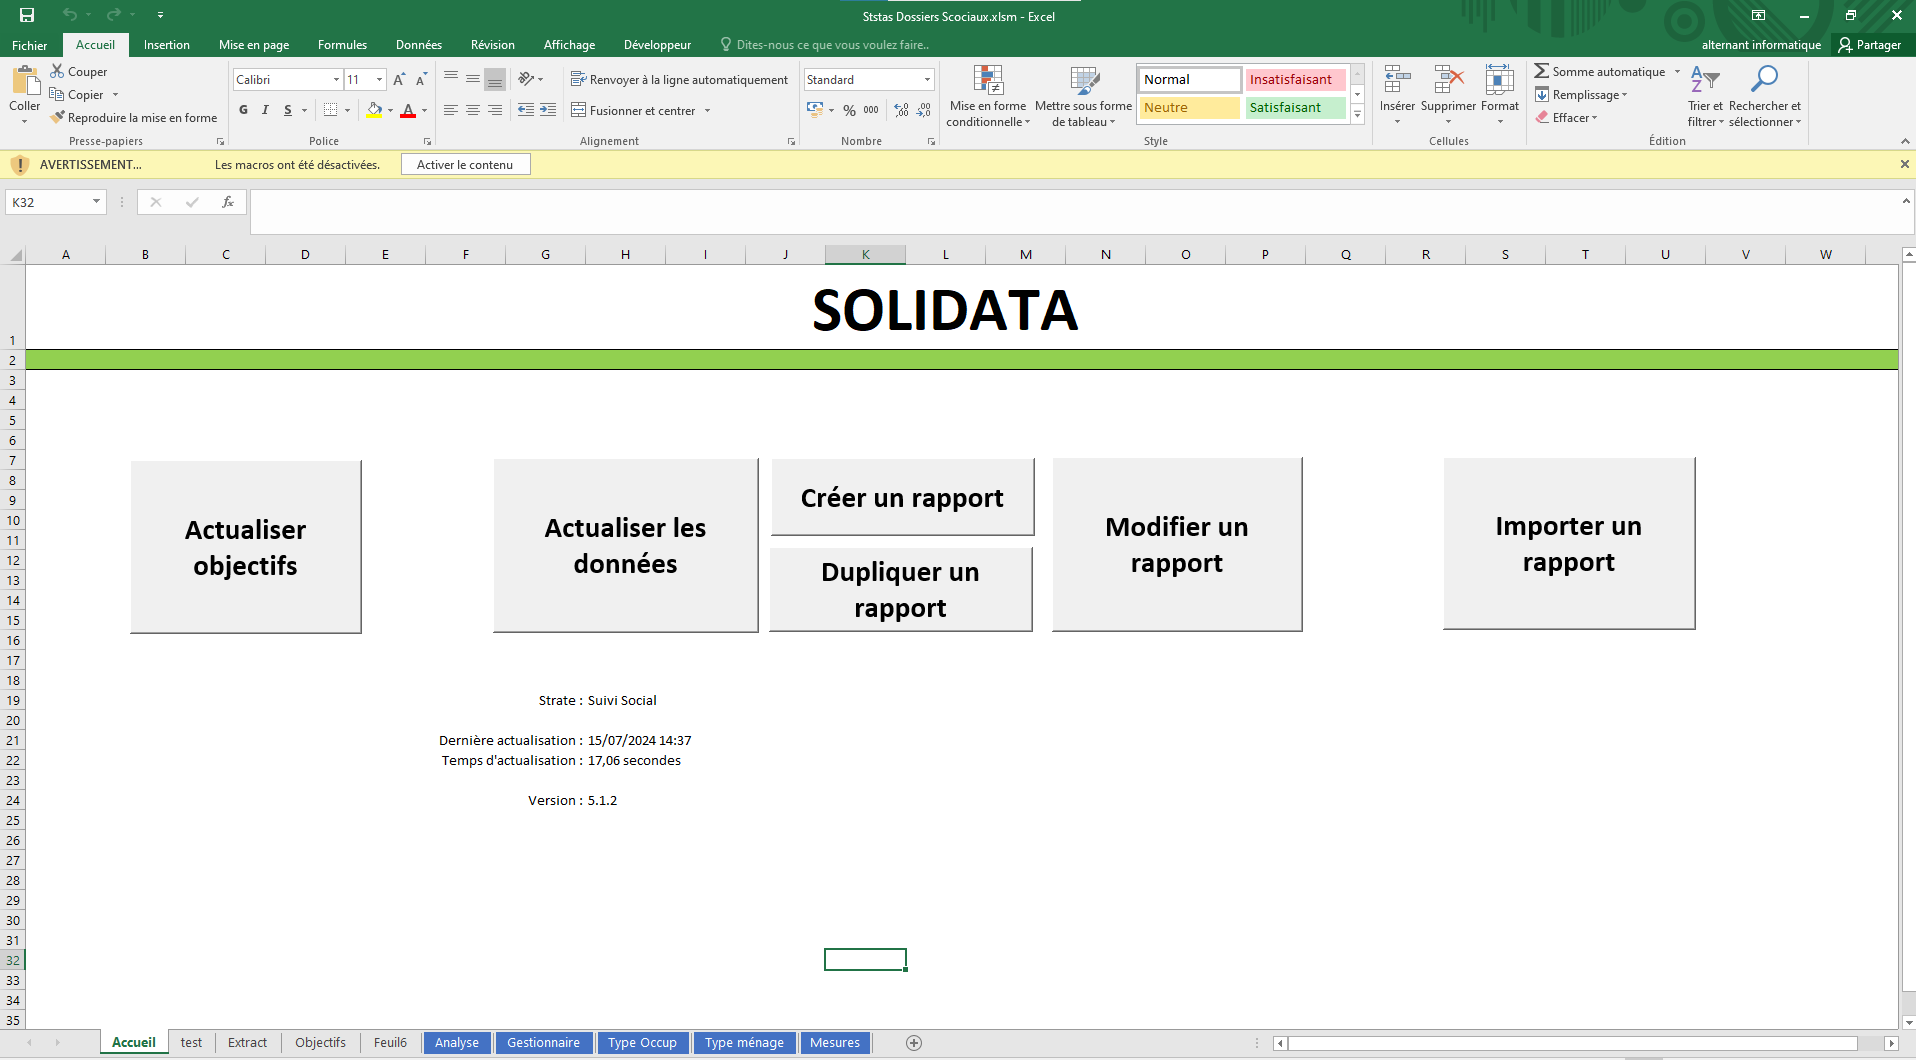 Ststas Dossiers Scociaux.xlsm - Excel
Fichier Accueil Insertion Mise en page Formules Données Révision Affichage Développeur Dites-nous ce que vous voulez faire.. alternant informatique Partager
Coller
Couper
Copier
Reproduire la mise en forme
Presse-papiers
Calibri 11
G I S A
Police
Renvoyer à la ligne automatiquement
Fusionner et centrer
Alignement
Standard
% 000 ,00 ,00
Nombre
Mise en forme
conditionnelle
Mettre sous forme
de tableau
Normal Insatisfaisant
Neutre Satisfaisant
Style
Insérer Supprimer Format
Cellules
Somme automatique
Remplissage
Effacer
Trier et
filtrer
Rechercher et
sélectionner
Édition
AVERTISSEMENT... Les macros ont été désactivées. Activer le contenu
K32 fx
A B C D E F G H I J K L M N O P Q R S T U V W
1
2
3
4
5
6
7
8
9
10
11
12
13
14
15
16
17
18
19
20
21
22
23
24
25
26
27
28
29
30
31
32
33
34
35
SOLIDATA
Actualiser
objectifs
Actualiser les
données
Créer un rapport
Dupliquer un
rapport
Modifier un
rapport
Importer un
rapport
Strate : Suivi Social
Dernière actualisation : 15/07/2024 14:37
Temps d'actualisation : 17,06 secondes
Version : 5.1.2
Accueil test Extract Objectifs Feuil6 Analyse Gestionnaire Type Occup Type ménage Mesures